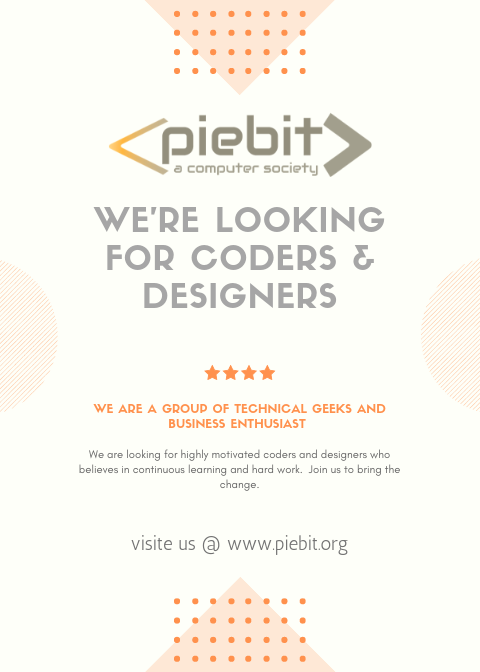 <piebit>
a computer society
WE'RE LOOKING
FOR CODERS &
DESIGNERS
WE ARE A GROUP OF TECHNICAL GEEKS AND
BUSINESS ENTHUSIAST
We are looking for highly motivated coders and designers who
believes in continuous learning and hard work. Join us to bring the
change.
visite us @ www.piebit.org